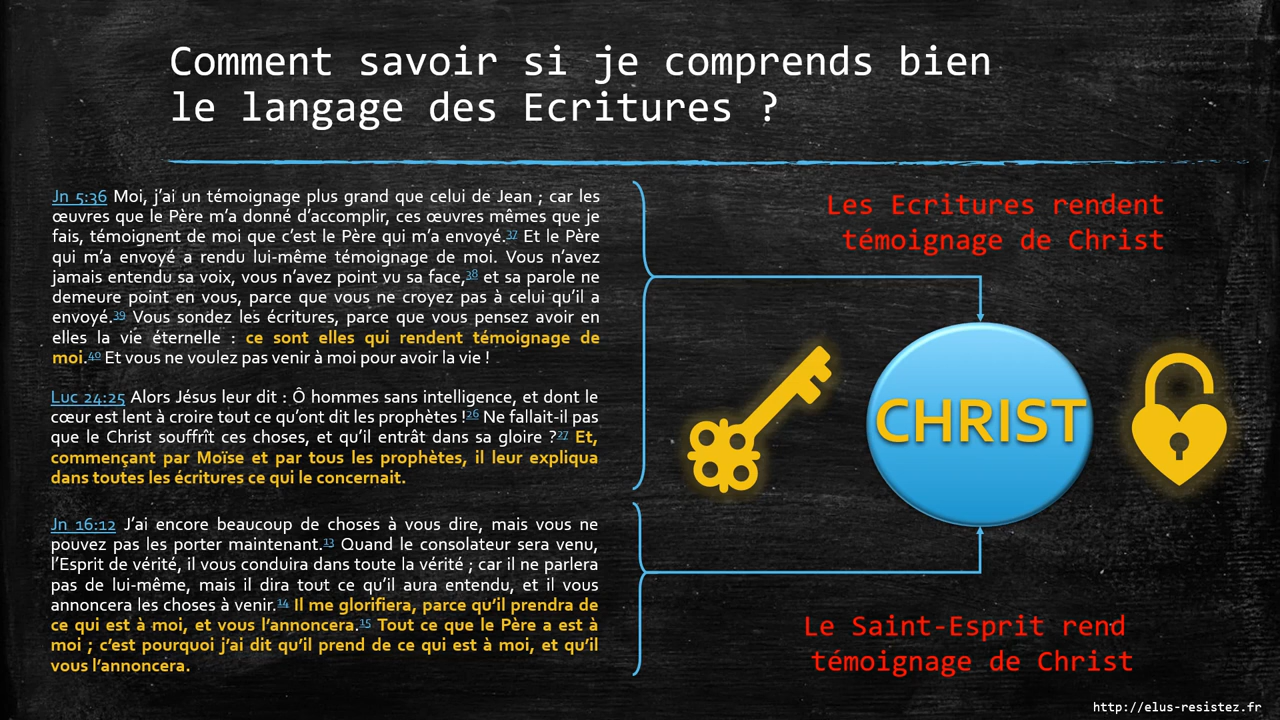 Comment savoir si je comprends bien
le langage des Ecritures ?
Jn 5:36 Moi, j’ai un témoignage plus grand que celui de Jean ; car les
œuvres que le Père m’a donné d’accomplir, ces œuvres mêmes que je
fais, témoignent de moi que c’est le Père qui m’a envoyé.37 Et le Père
qui m’a envoyé a rendu lui-même témoignage de moi. Vous n’avez
jamais entendu sa voix, vous n’avez point vu sa face,38 et sa parole ne
demeure point en vous, parce que vous ne croyez pas à celui qu’il a
envoyé.39 Vous sondez les écritures, parce que vous pensez avoir en
elles la vie éternelle : ce sont elles qui rendent témoignage de
moi.40 Et vous ne voulez pas venir à moi pour avoir la vie !
Luc 24:25 Alors Jésus leur dit : Ô hommes sans intelligence, et dont le
cœur est lent à croire tout ce qu’ont dit les prophètes !26 Ne fallait-il pas
que le Christ souffrît ces choses, et qu’il entrât dans sa gloire ?27 Et,
commençant par Moïse et par tous les prophètes, il leur expliqua
dans toutes les écritures ce qui le concernait.
Jn 16:12 J’ai encore beaucoup de choses à vous dire, mais vous ne
pouvez pas les porter maintenant.13 Quand le consolateur sera venu,
l’Esprit de vérité, il vous conduira dans toute la vérité ; car il ne parlera
pas de lui-même, mais il dira tout ce qu’il aura entendu, et il vous
annoncera les choses à venir.14 Il me glorifiera, parce qu’il prendra de
ce qui est à moi, et vous l’annoncera.15 Tout ce que le Père a est à
moi ; c’est pourquoi j’ai dit qu’il prend de ce qui est à moi, et qu’il
vous l’annoncera.
Les Ecritures rendent
témoignage de Christ
CHRIST
Le Saint-Esprit rend
témoignage de Christ
http://elus-resistez.fr